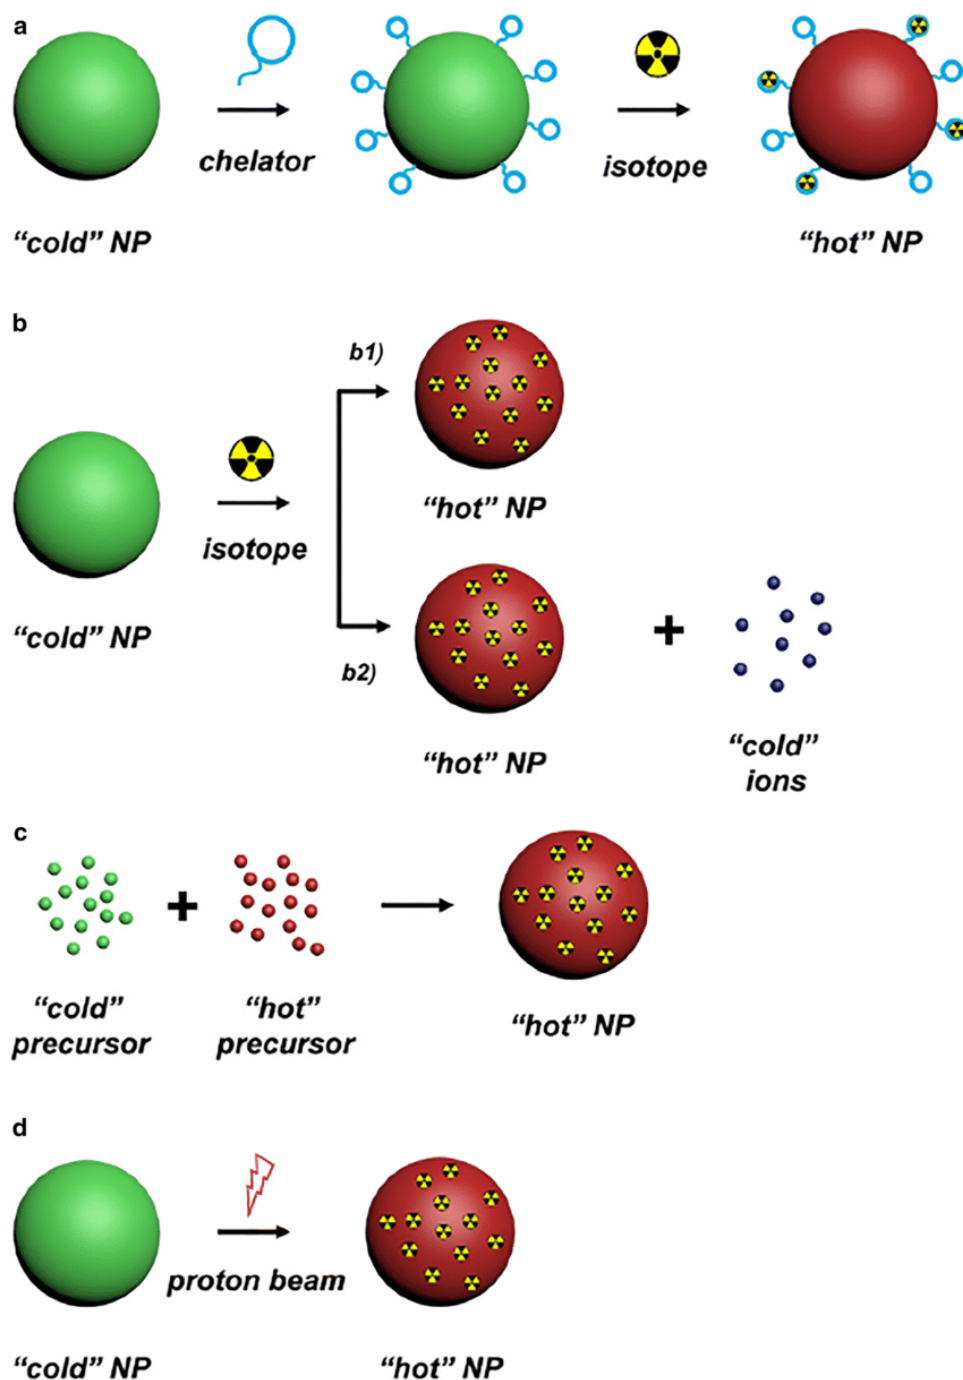 a
chelator
isotope
“cold” NP
“hot” NP
b
b1)
isotope
“hot” NP
“cold” NP
b2)
“hot” NP
“cold”
ions
c
“cold”
precursor
“hot”
precursor
“hot” NP
d
proton beam
“cold” NP
“hot” NP